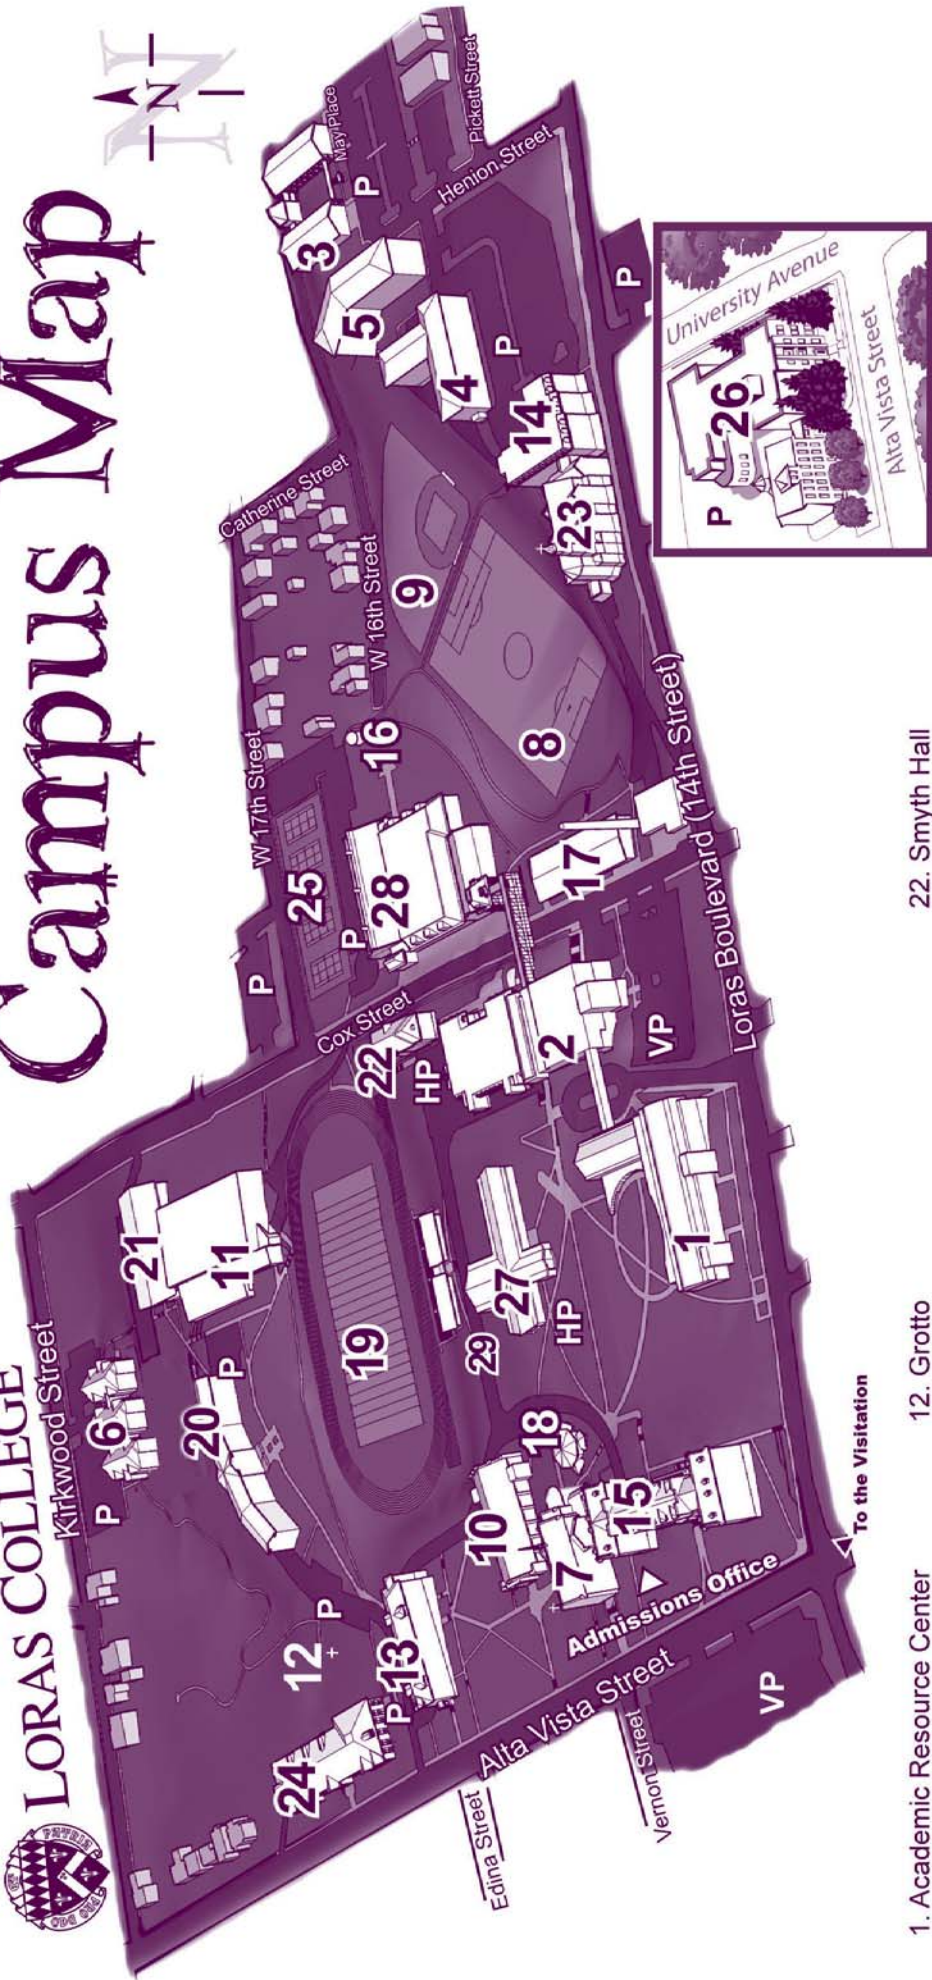 LORAS COLLEGE
Campus Map
N
Kirkwood Street
W 17th Street
Catherine Street
W 16th Street
Cox Street
May Place
Pickett Street
Henion Street
Loras Boulevard (14th Street)
Alta Vista Street
Edina Street
Vernon Street
Admissions Office
To the Visitation
24
12
P
13
P
P
6
20
P
21
11
19
10
7
18
15
29
27
HP
1
VP
22
HP
2
VP
P
25
P
28
16
17
8
9
23
14
4
P
5
3
P
P
P
26
University Avenue
Alta Vista Street
1. Academic Resource Center
12. Grotto
22. Smyth Hall